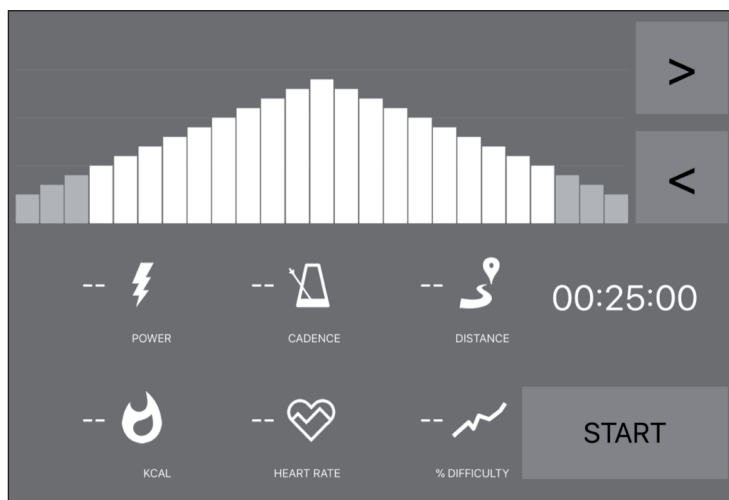 >
<
-- -- -- 00:25:00
POWER CADENCE DISTANCE
-- -- -- START
KCAL HEART RATE % DIFFICULTY